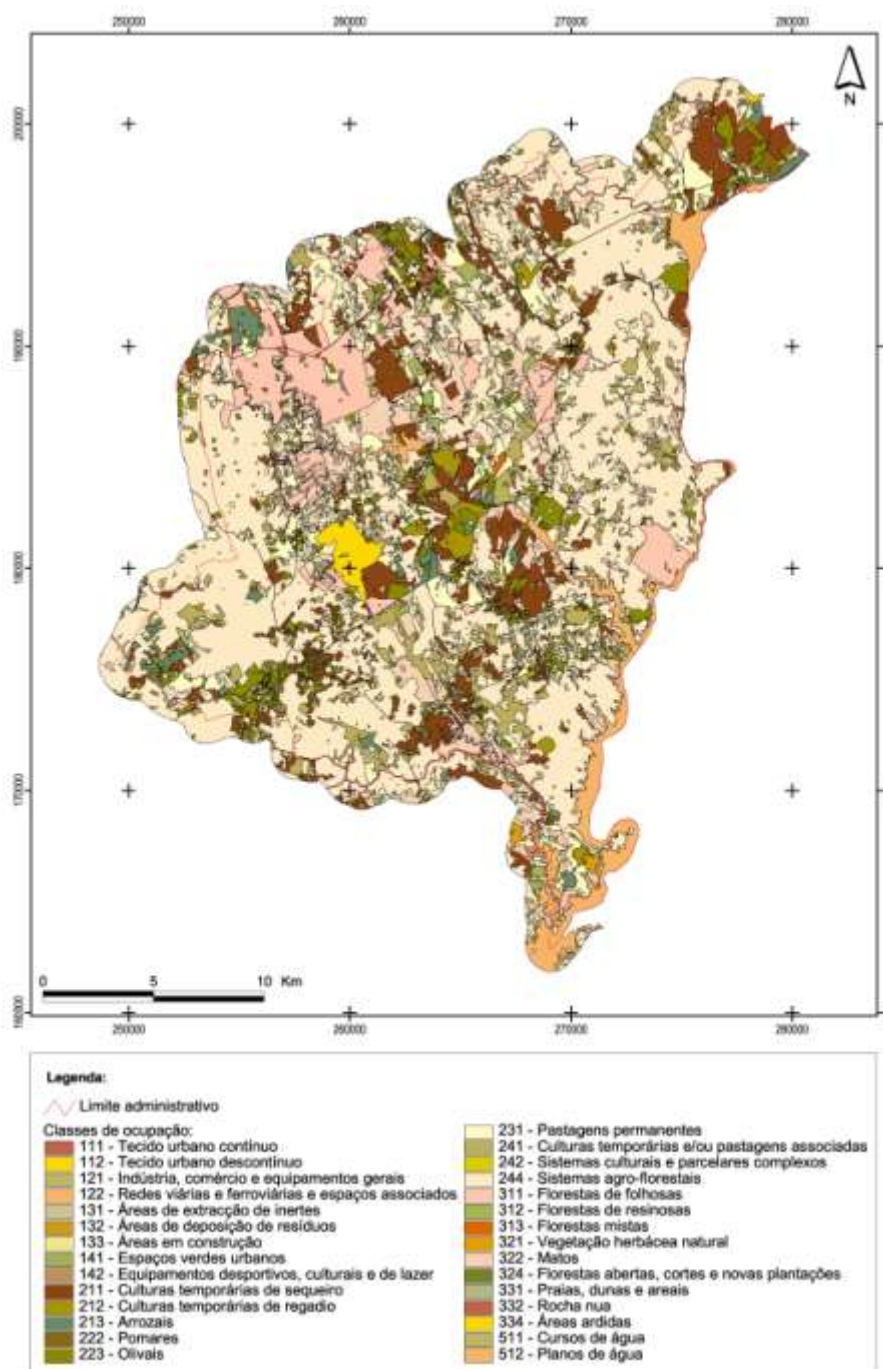 250000 260000 270000 280000
N
200000
190000
180000
170000
160000
0 5 10 Km
250000 260000 270000 280000
Legenda:
Limite administrativo
Classes de ocupação:
111 - Tecido urbano contínuo
112 - Tecido urbano descontínuo
121 - Indústria, comércio e equipamentos gerais
122 - Redes viárias e ferroviárias e espaços associados
131 - Áreas de extracção de inertes
132 - Áreas de deposição de resíduos
133 - Áreas em construção
141 - Espaços verdes urbanos
142 - Equipamentos desportivos, culturais e de lazer
211 - Culturas temporárias de sequeiro
212 - Culturas temporárias de regadio
213 - Arrozais
222 - Pomares
223 - Olivais
231 - Pastagens permanentes
241 - Culturas temporárias e/ou pastagens associadas
242 - Sistemas culturais e parcelares complexos
244 - Sistemas agro-florestais
311 - Florestas de folhosas
312 - Florestas de resinosas
313 - Florestas mistas
321 - Vegetação herbácea natural
322 - Matos
324 - Florestas abertas, cortes e novas plantações
331 - Praias, dunas e areais
332 - Rocha nua
334 - Áreas ardidas
511 - Cursos de água
512 - Planos de água